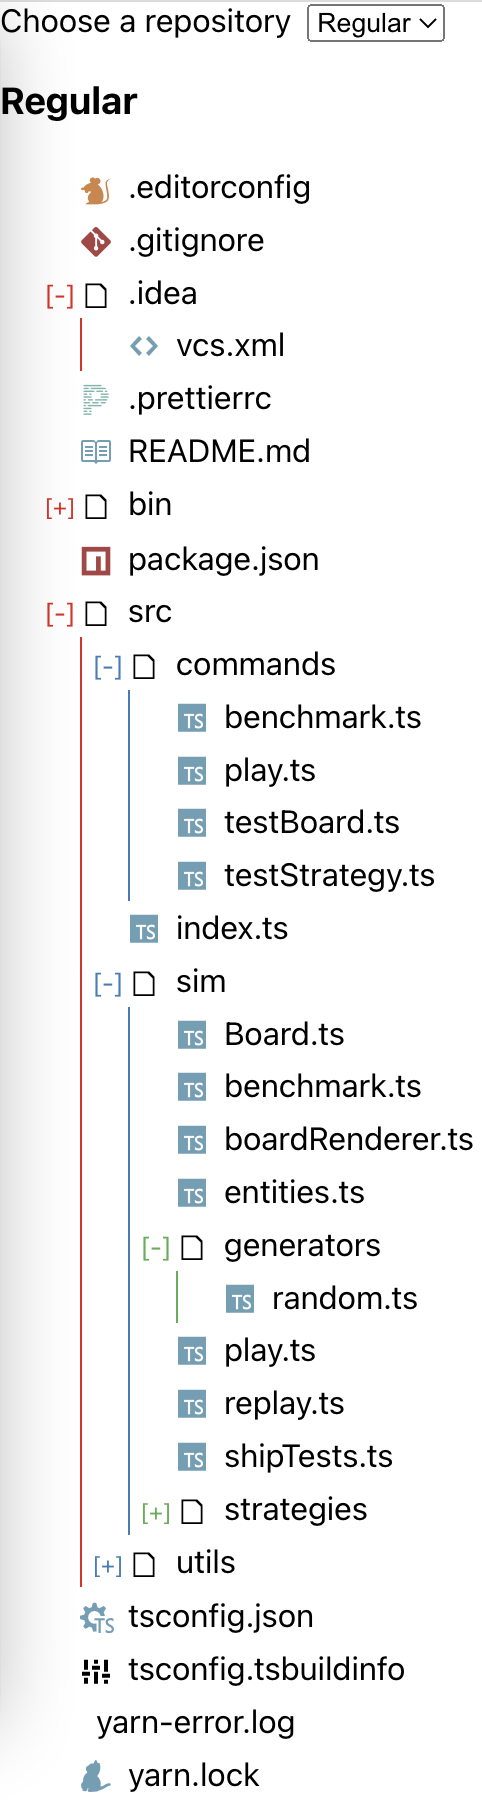 Choose a repository Regular
Regular
.editorconfig
.gitignore
[-] .idea
vcs.xml
.prettierrc
README.md
[+] bin
package.json
[-] src
[-] commands
TS benchmark.ts
TS play.ts
TS testBoard.ts
TS testStrategy.ts
TS index.ts
[-] sim
TS Board.ts
TS benchmark.ts
TS boardRenderer.ts
TS entities.ts
[-] generators
TS random.ts
TS play.ts
TS replay.ts
TS shipTests.ts
[+] strategies
[+] utils
TS tsconfig.json
tsconfig.tsbuildinfo
yarn-error.log
yarn.lock